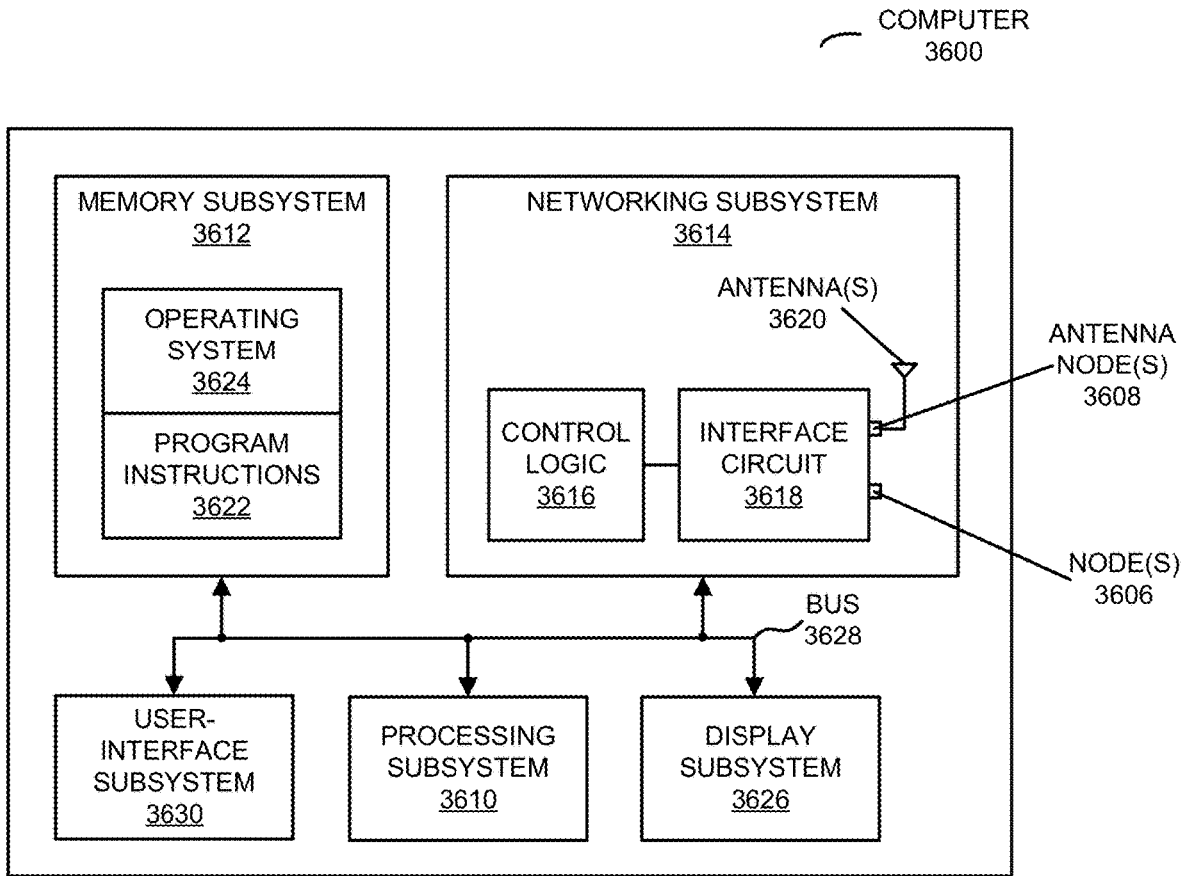 COMPUTER
3600
MEMORY SUBSYSTEM
3612
OPERATING
SYSTEM
3624
PROGRAM
INSTRUCTIONS
3622
NETWORKING SUBSYSTEM
3614
ANTENNA(S)
3620
CONTROL
LOGIC
3616
INTERFACE
CIRCUIT
3618
ANTENNA
NODE(S)
3608
NODE(S)
3606
BUS
3628
USER-
INTERFACE
SUBSYSTEM
3630
PROCESSING
SUBSYSTEM
3610
DISPLAY
SUBSYSTEM
3626